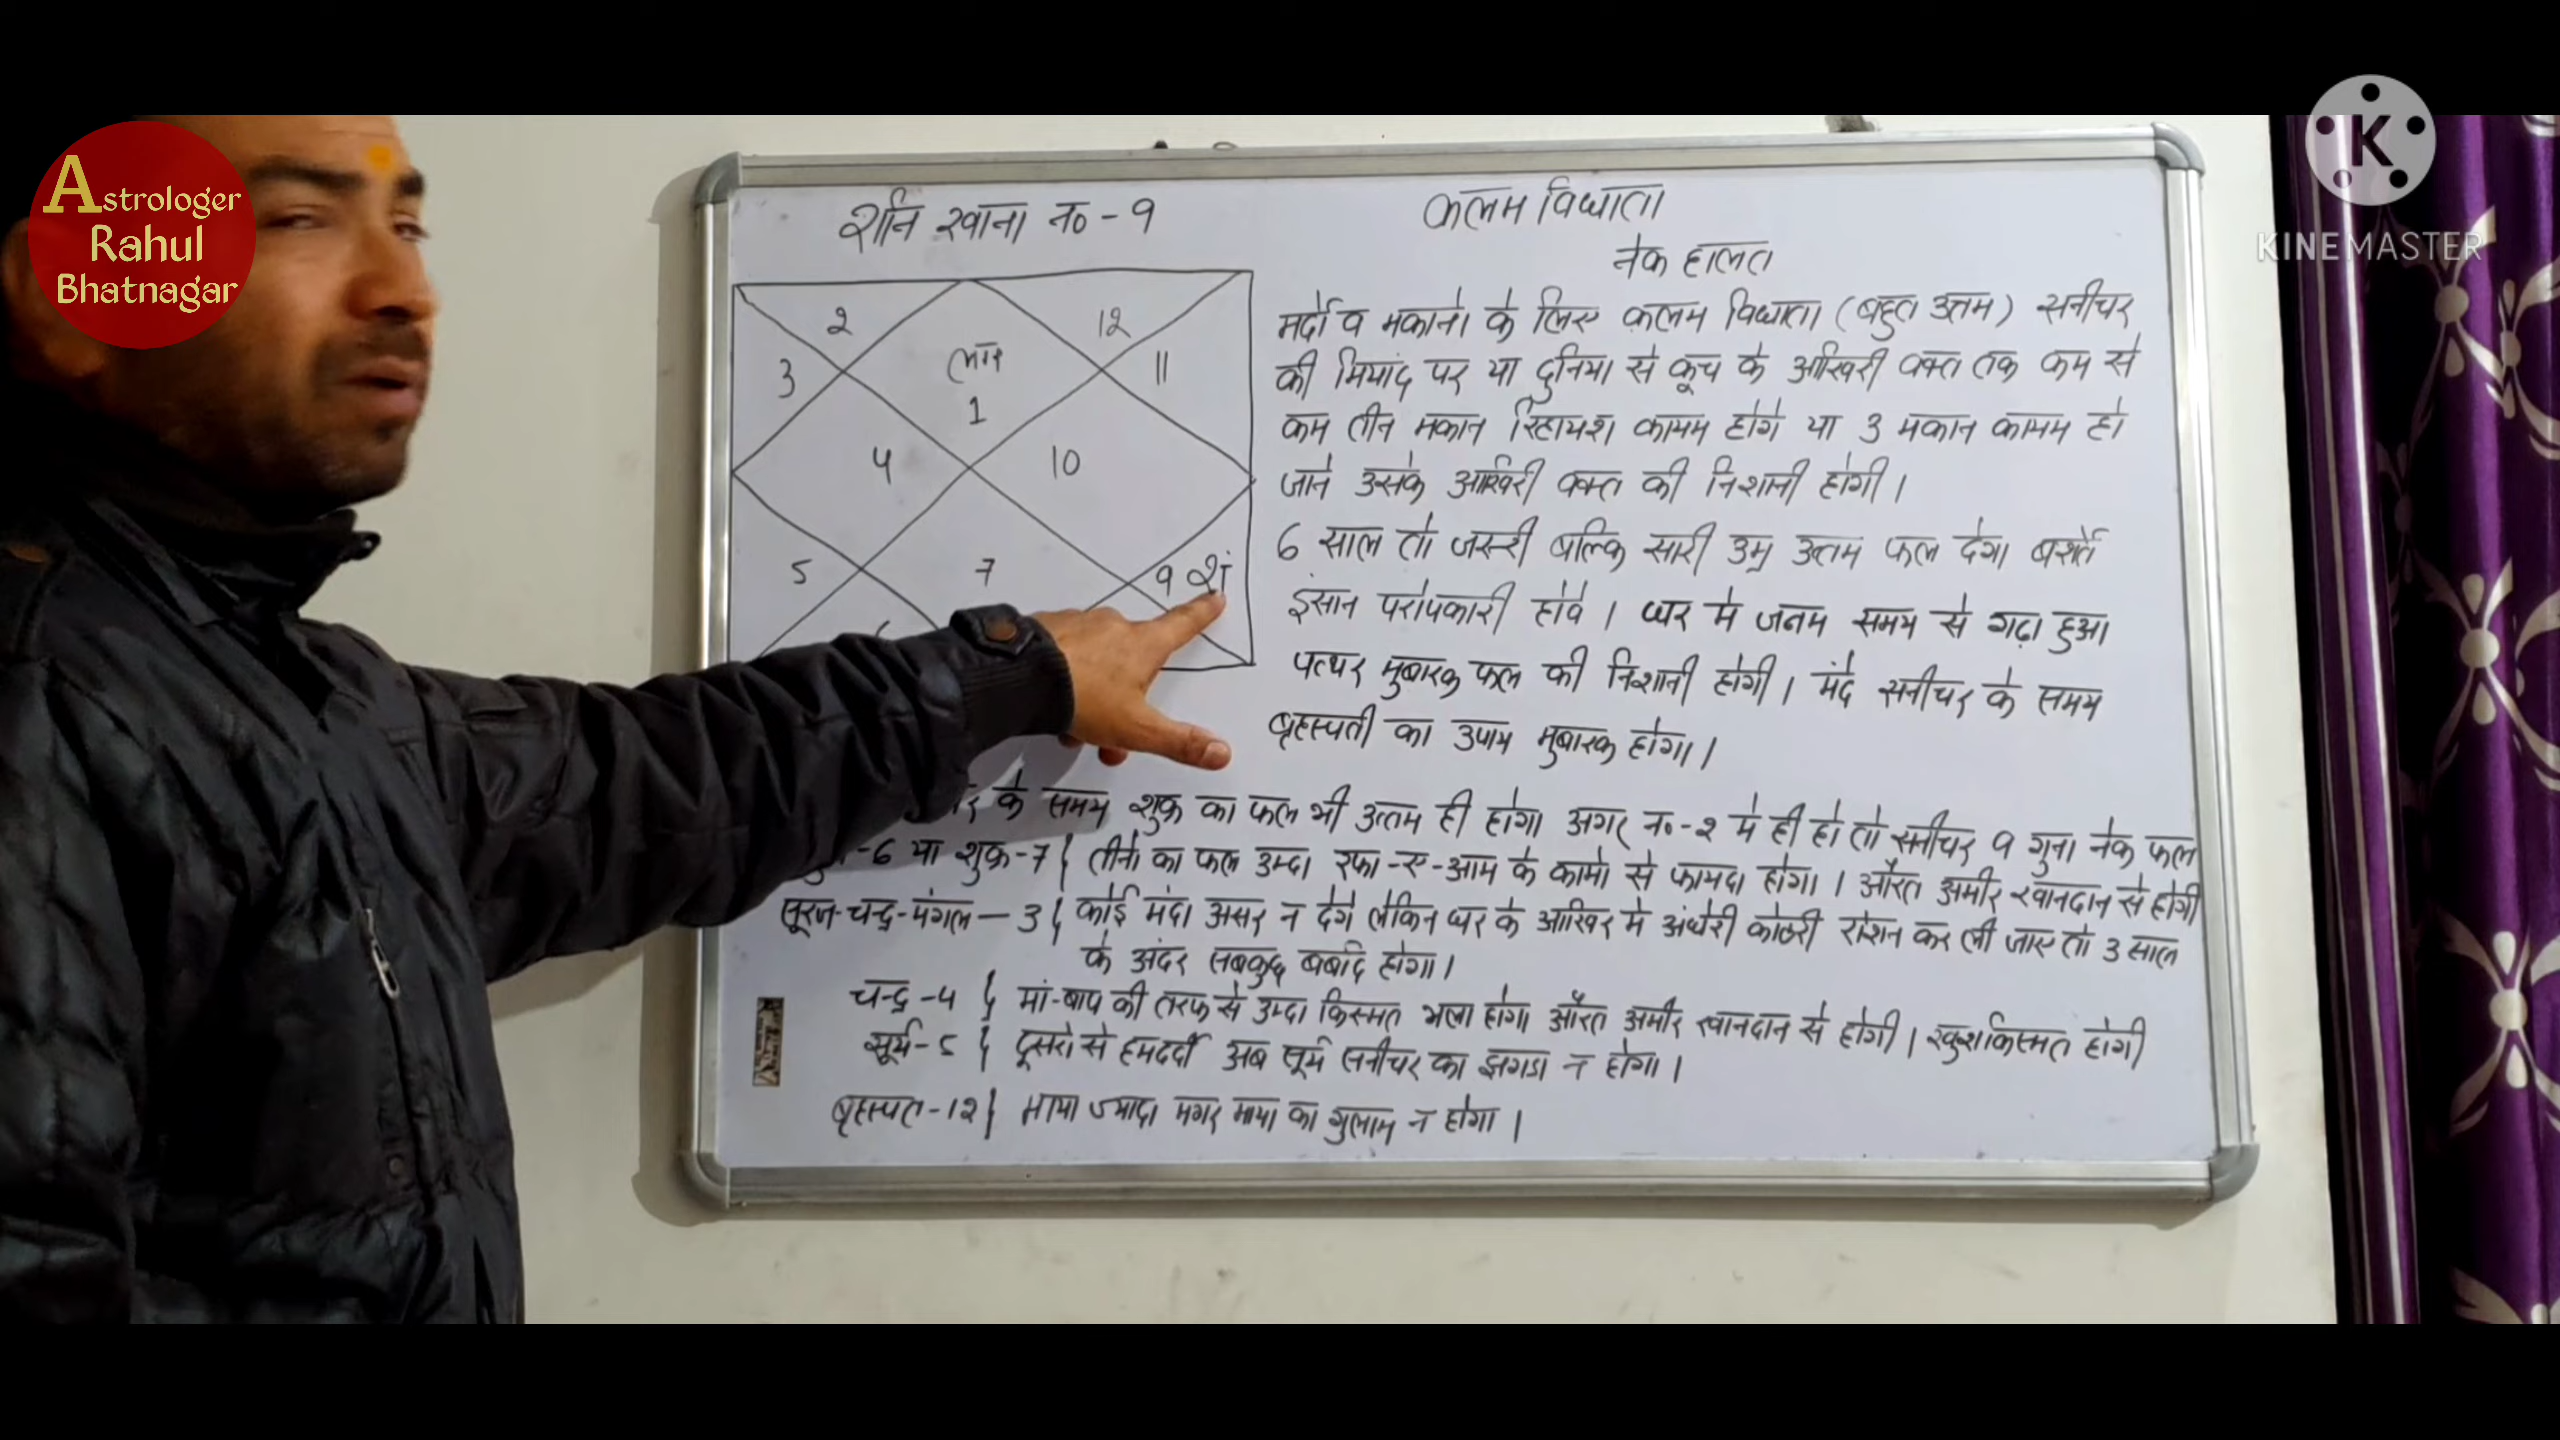 Astrologer
Rahul
Bhatnagar
K
KINEMASTER
शनि खाना न० - 9
कलम विधाता
नेक हालत
2
12
3
लग्न
11
1
4
10
5
7
9 श
मर्दो व मकानो के लिए कलम विधाता (बहुत उत्तम) सनीचर
की मियांद पर या दुनिया से कूच के आखिरी वक्त तक कम से
कम तीन मकान रिहायश कायम होंगे या 3 मकान कायम हो
जाने उसके आखिरी वक्त की निशानी होगी।
6 साल तो जरूरी बल्कि सारी उम्र उत्तम फल देगा बशर्ते
इंसान परोपकारी होवे। घर मे जनम समय से गढ़ा हुआ
पत्थर मुबारक फल की निशानी होगी। मंदे सनीचर के समय
बृहस्पती का उपाय मुबारक होगा।
के समय शुक्र का फल भी उत्तम ही होगा अगर न०-२ मे ही हो तो सनीचर 9 गुना नेक फल
-6 या शुक्र-7 } तीनो का फल उम्दा रफा-ए-आम के कामो से फायदा होगा। औरत अमीर खानदान से होगी
सूरज-चन्द्र-मंगल — 3 } कोई मंदा असर न देगे लेकिन घर के आखिर मे अंधेरी कोठरी रोशन कर ली जाए तो 3 साल
के अंदर सबकुछ बर्बाद होगा।
चन्द्र -4 } मां-बाप की तरफ से उम्दा किस्मत भला होगा औरत अमीर खानदान से होगी। खुशकिस्मत होगी
सूर्य- 5 } दूसरो से हमदर्दी अब सूर्य सनीचर का झगडा न होगा।
बृहस्पत-12 } माया ज्यादा मगर माया का गुलाम न होगा।